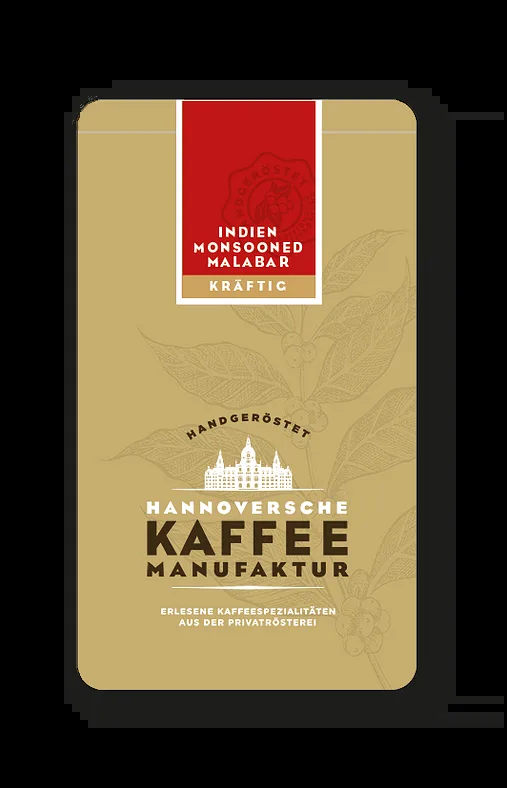 INDIEN
MONSOONED
MALABAR
KRÄFTIG
HANDGERÖSTET
HANNOVERSCHE
KAFFEE
MANUFAKTUR
ERLESENE KAFFEESPEZIALITÄTEN
AUS DER PRIVATRÖSTEREI